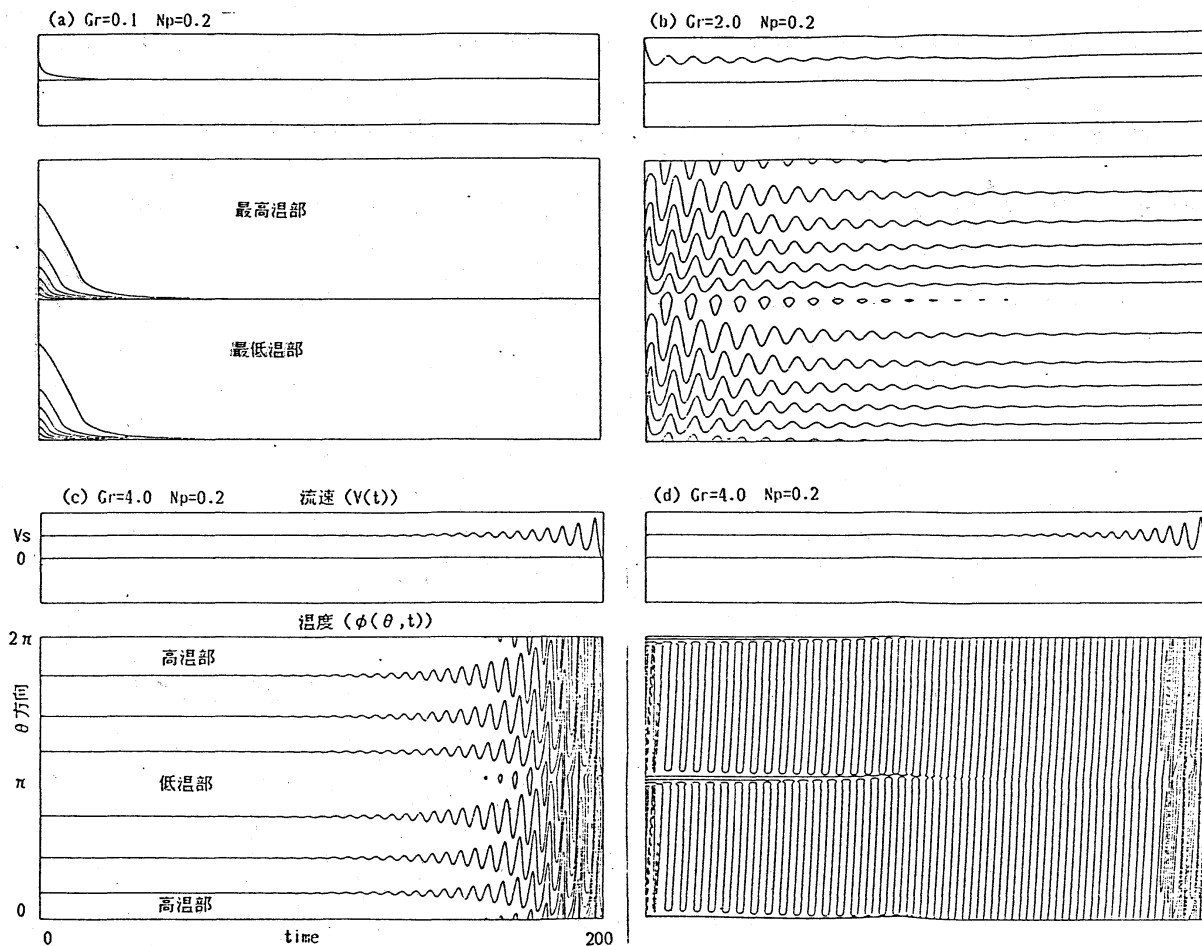 (a) Gr=0.1 Np=0.2
最高温部
最低温部
(b) Gr=2.0 Np=0.2
(c) Gr=4.0 Np=0.2 流速 (V(t))
Vs
0
温度 (φ(θ,t))
2π
高温部
θ方向
π
低温部
高温部
0
0 time 200
(d) Gr=4.0 Np=0.2